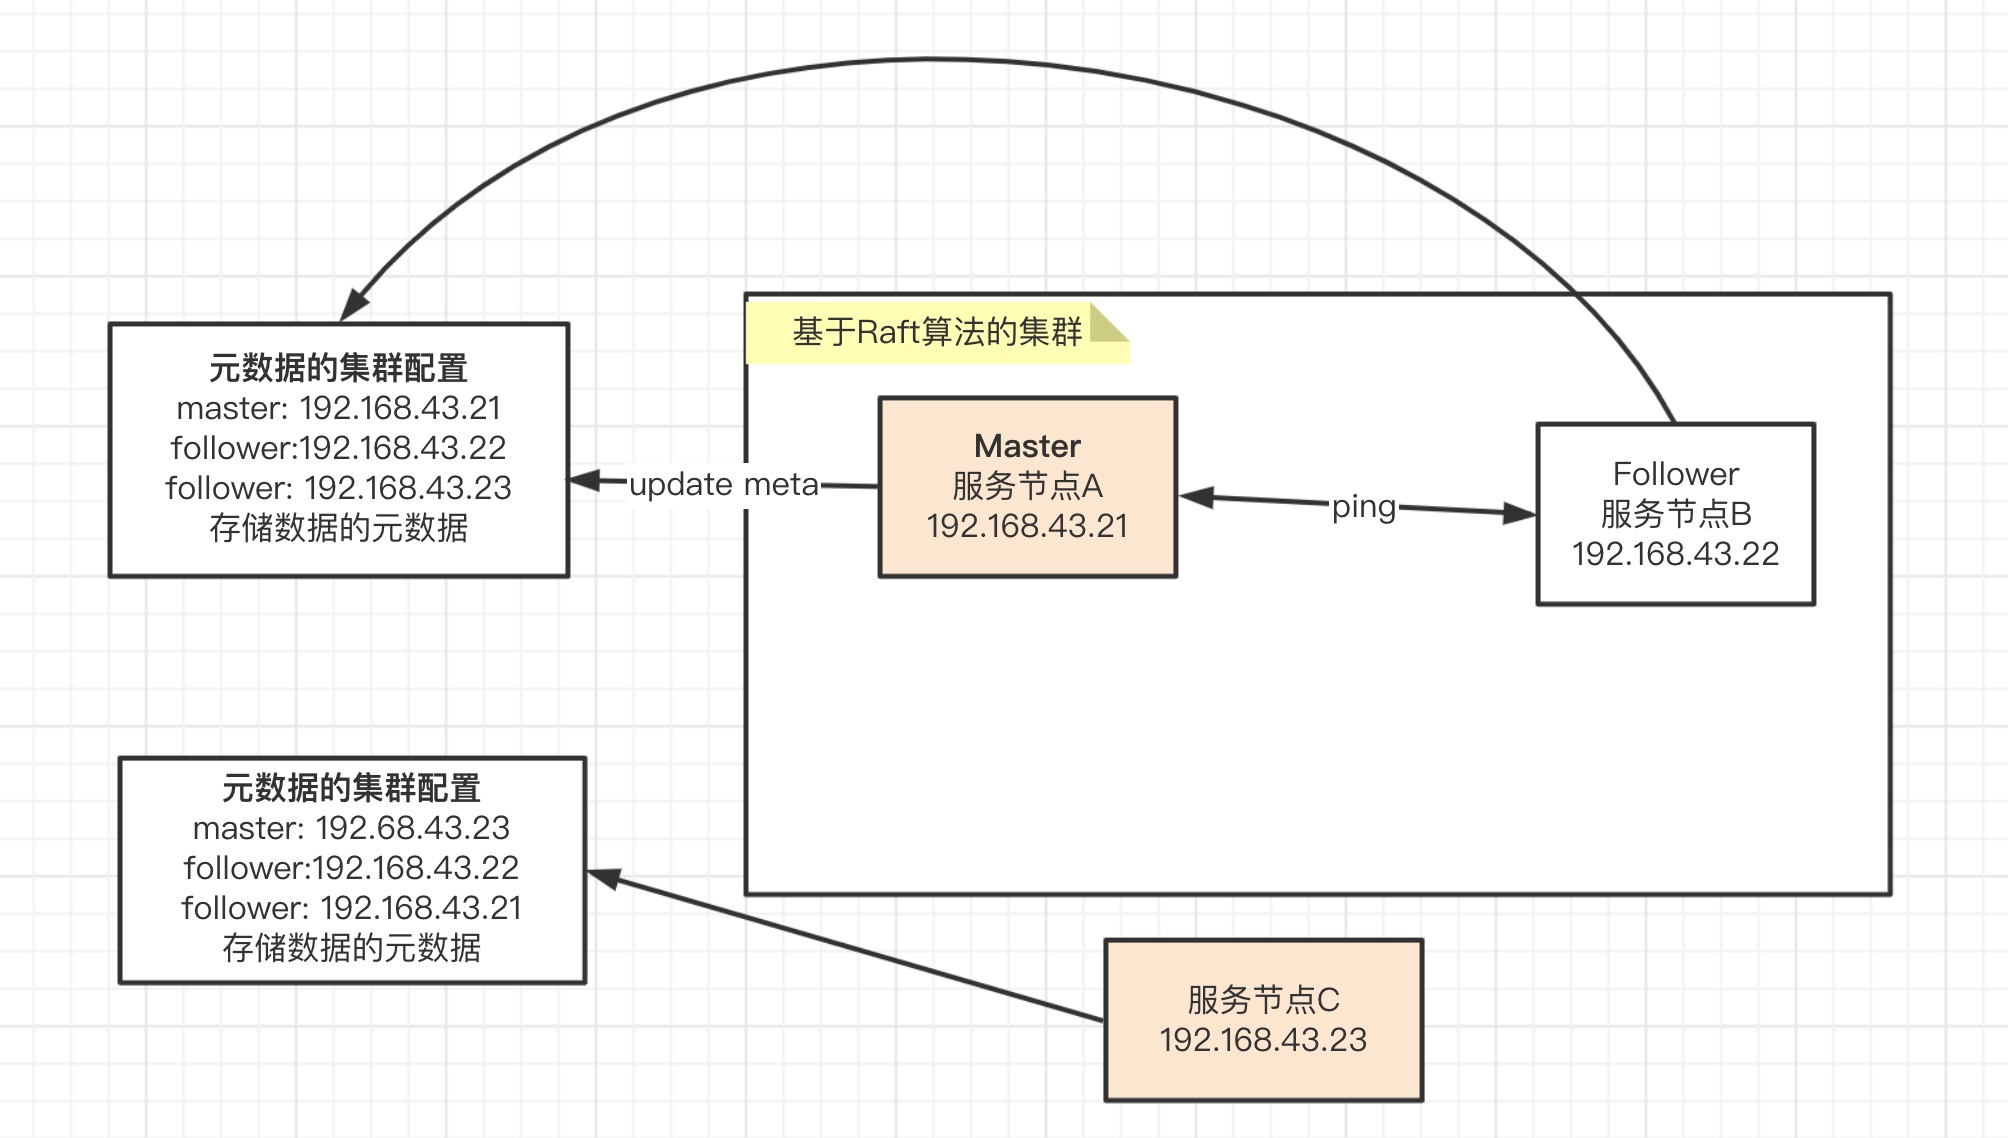 基于Raft算法的集群
元数据的集群配置
master: 192.168.43.21
follower:192.168.43.22
follower: 192.168.43.23
存储数据的元数据
update meta
Master
服务节点A
192.168.43.21
ping
Follower
服务节点B
192.168.43.22
元数据的集群配置
master: 192.68.43.23
follower:192.168.43.22
follower: 192.168.43.21
存储数据的元数据
服务节点C
192.168.43.23